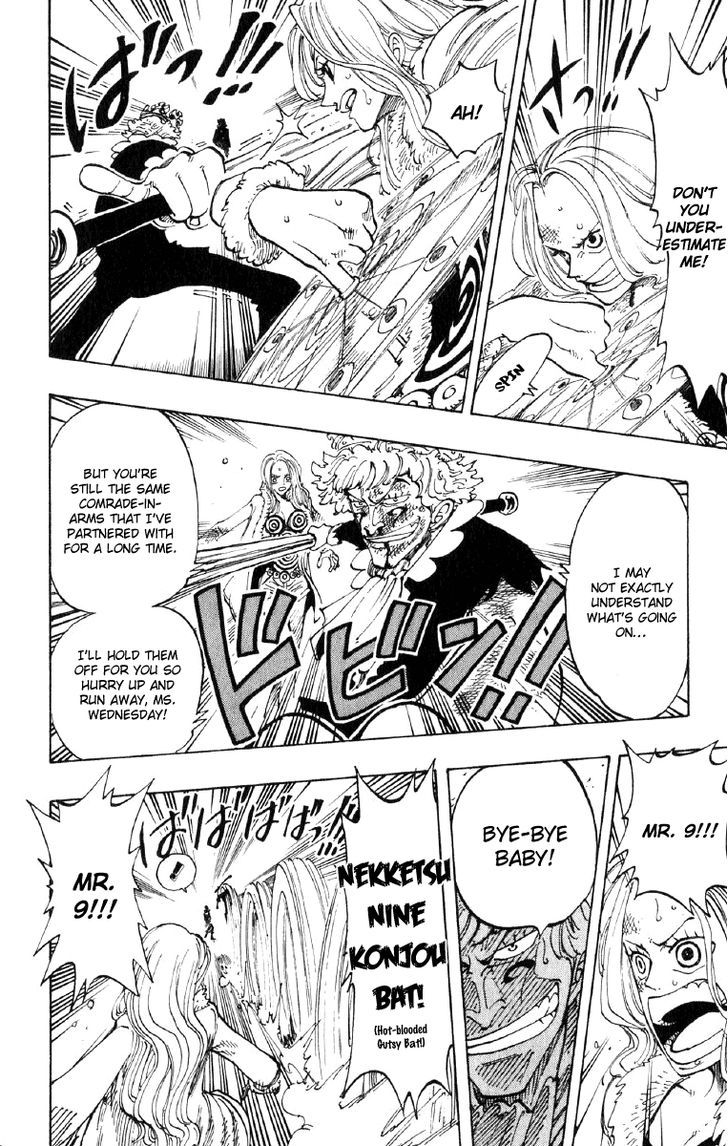 DON'T
YOU
UNDER-
ESTIMATE
ME!
メっ!!
SPIN
AH!
ばっ!!!
I MAY
NOT EXACTLY
UNDERSTAND
WHAT'S GOING
ON...
BUT YOU'RE
STILL THE SAME
COMRADE-IN-
ARMS THAT I'VE
PARTNERED WITH
FOR A LONG TIME.
I'LL HOLD THEM
OFF FOR YOU SO
HURRY UP AND
RUN AWAY, MS.
WEDNESDAY!
ドビン!!
MR. 9!!!
BYE-BYE
BABY!
NEKKETSU
NINE
KONJOU
BAT!
(Hot-blooded
Gutsy Bat!)
ばばばばっ!!
MR.
9!!!